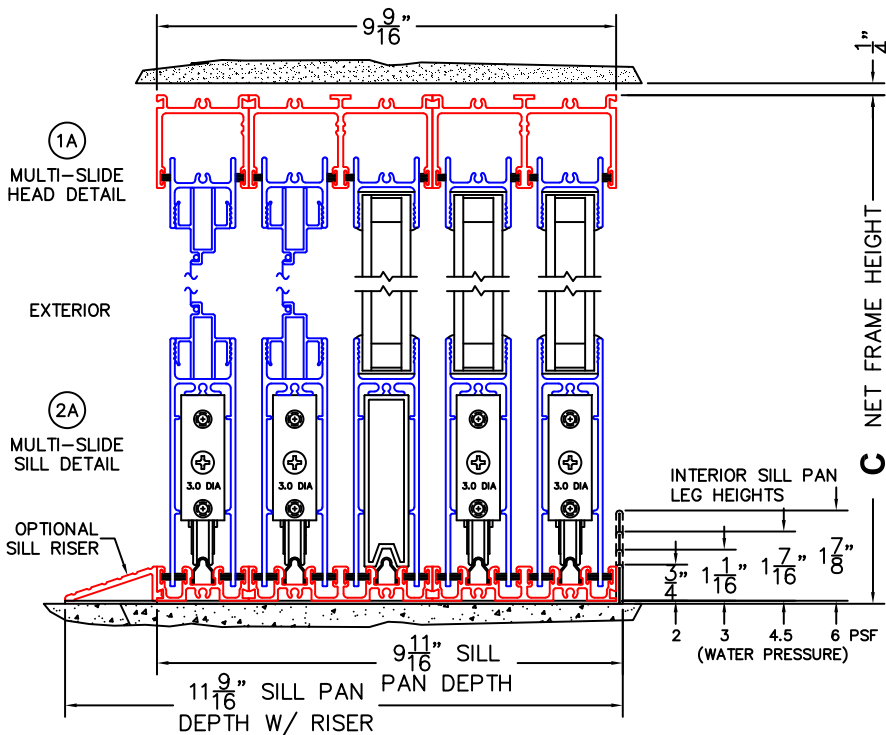 9 9/16"
1/4
1A
MULTI-SLIDE
HEAD DETAIL
NET FRAME HEIGHT
EXTERIOR
2A
MULTI-SLIDE
SILL DETAIL
C
3.0 DIA
3.0 DIA
3.0 DIA
3.0 DIA
INTERIOR SILL PAN
LEG HEIGHTS
OPTIONAL
SILL RISER
3/4"
1 1/16"
1 7/16"
1 7/8"
2
3
4.5
6 PSF
(WATER PRESSURE)
9 11/16" SILL
PAN DEPTH
11 9/16" SILL PAN
DEPTH W/ RISER